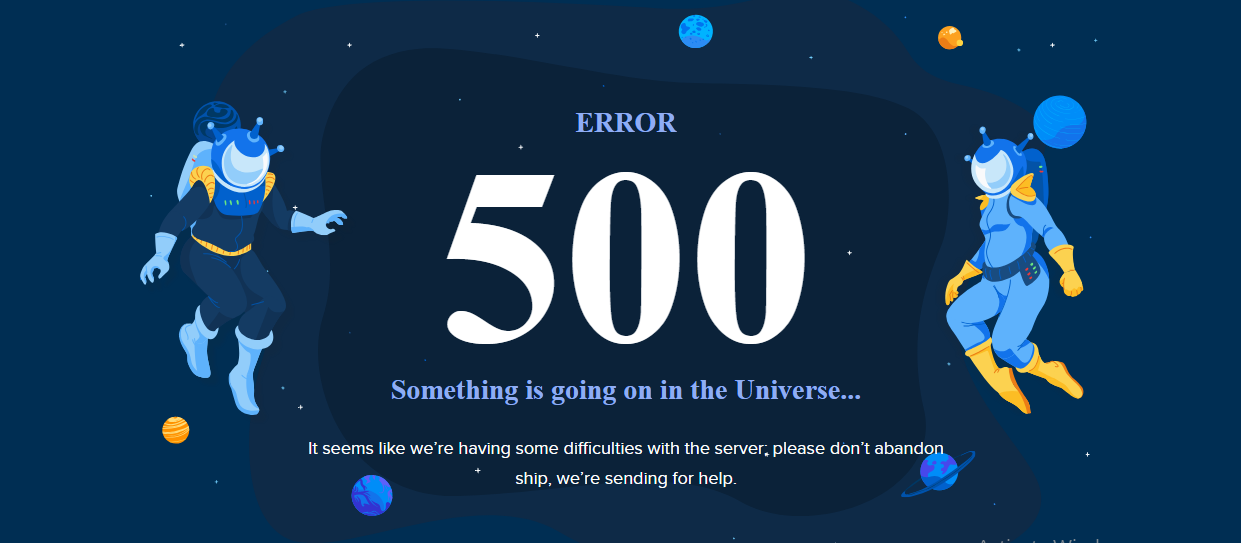 ERROR
500
Something is going on in the Universe...
It seems like we're having some difficulties with the server; please don't abandon
ship, we're sending for help.